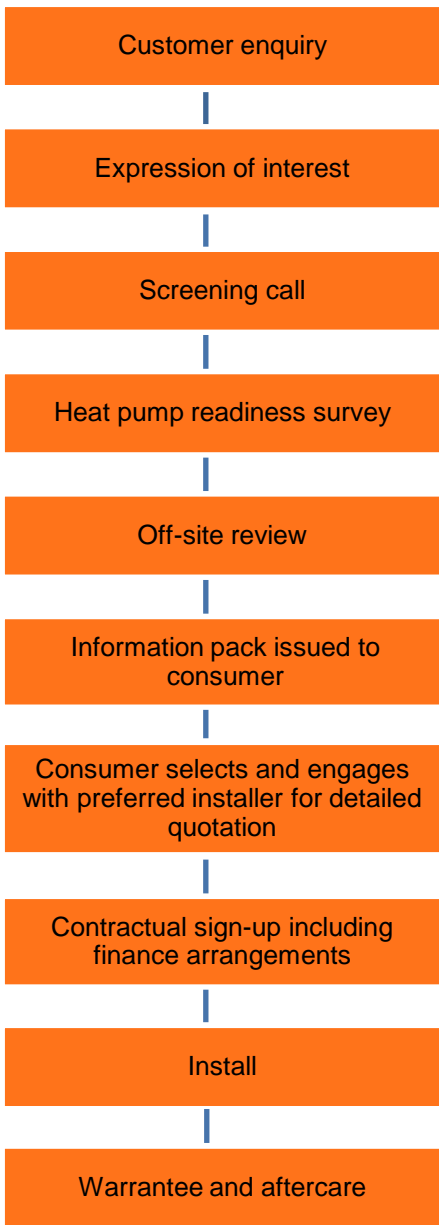 Customer enquiry
Expression of interest
Screening call
Heat pump readiness survey
Off-site review
Information pack issued to
consumer
Consumer selects and engages
with preferred installer for detailed
quotation
Contractual sign-up including
finance arrangements
Install
Warrantee and aftercare